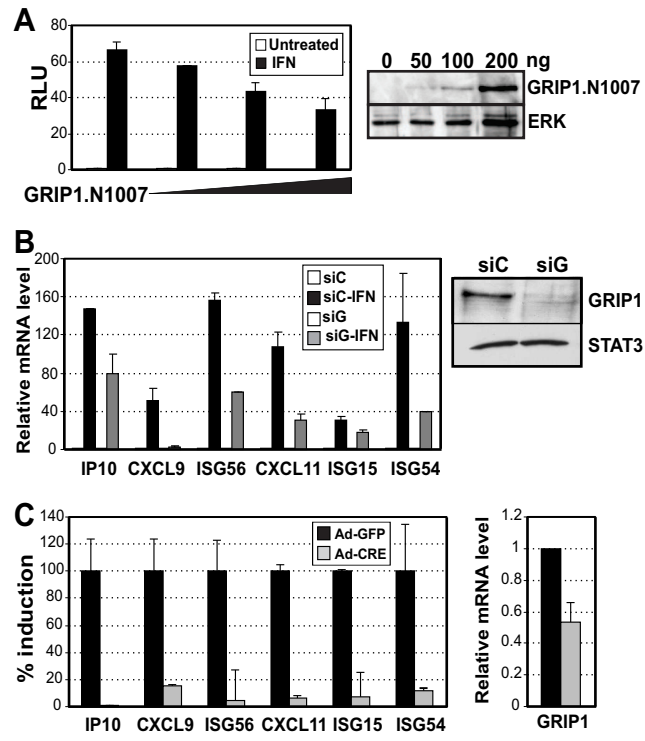 A
RLU
80
60
40
20
0
Untreated
IFN
GRIP1.N1007
0 50 100 200 ng
GRIP1.N1007
ERK
B
Relative mRNA level
200
160
120
80
40
0
siC
siC-IFN
siG
siG-IFN
IP10 CXCL9 ISG56 CXCL11 ISG15 ISG54
siC siG
GRIP1
STAT3
C
% induction
140
120
100
80
60
40
20
0
Ad-GFP
Ad-CRE
IP10 CXCL9 ISG56 CXCL11 ISG15 ISG54
Relative mRNA level
1.2
1
0.8
0.6
0.4
0.2
0
GRIP1